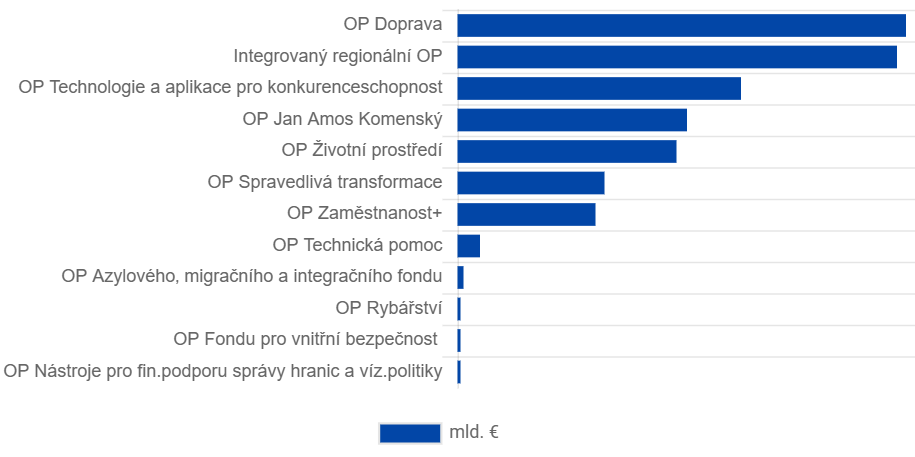 OP Doprava
Integrovaný regionální OP
OP Technologie a aplikace pro konkurenceschopnost
OP Jan Amos Komenský
OP Životní prostředí
OP Spravedlivá transformace
OP Zaměstnanost+
OP Technická pomoc
OP Azylového, migračního a integračního fondu
OP Rybářství
OP Fondu pro vnitřní bezpečnost
OP Nástroje pro fin.podporu správy hranic a víz.politiky
mld. €